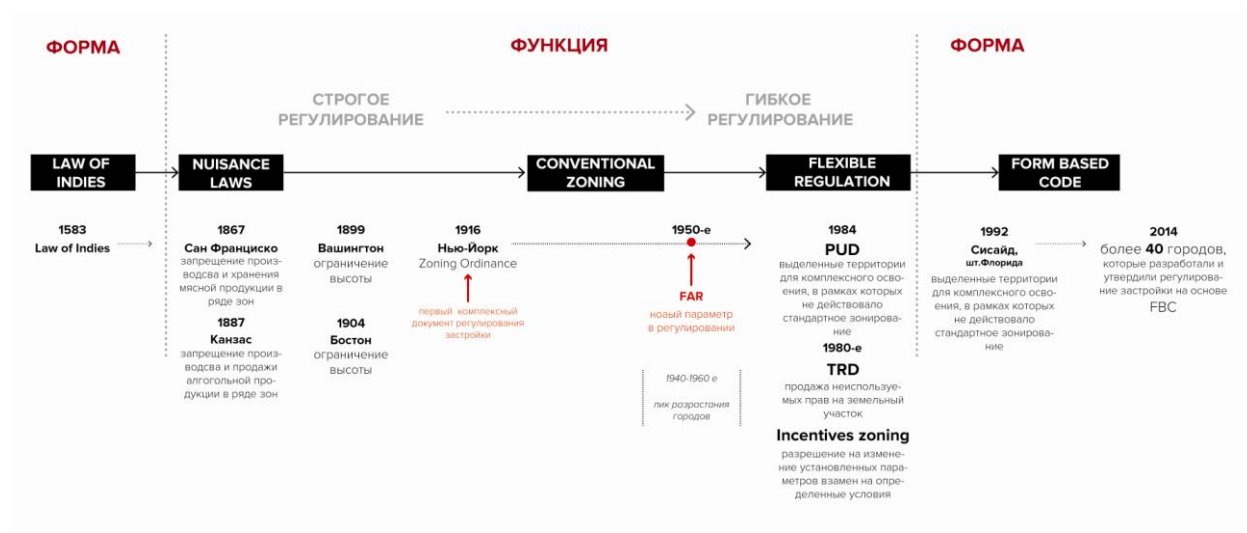 ФОРМА
ФУНКЦИЯ
ФОРМА
СТРОГОЕ
РЕГУЛИРОВАНИЕ
ГИБКОЕ
РЕГУЛИРОВАНИЕ
LAW OF
INDIES
NUISANCE
LAWS
CONVENTIONAL
ZONING
FLEXIBLE
REGULATION
FORM BASED
CODE
1583
Law of Indies
1867
Сан Франциско
запрещение произ-
водсва и хранения
мясной продукции в
ряде зон
1887
Канзас
запрещение произ-
водсва и продажи
алгогольной про-
дукции в ряде зон
1899
Вашингтон
ограничение
высоты
1904
Бостон
ограничение
высоты
1916
Нью-Йорк
Zoning Ordinance
первый комплексный
документ регулирования
застройки
1950-е
FAR
ноаый параметр
в регулировании
1940-1960 е
пик розростания
городов
1984
PUD
выделенные территории
для комплексного осво-
ения, в рамках которых
не действовало
стандартное зонирова-
ние
1980-е
TRD
продажа неиспользуе-
мых прав на земельный
участок
Incentives zoning
разрешение на измене-
ние установленных пара-
метров взамен на опре-
деленные условия
1992
Сисайд,
шт.Флорида
выделенные территории
для комплексного осво-
ения, в рамках которых
не действовало
стандартное зонирова-
ние
2014
более 40 городов,
которые разработали и
утвердили регулирова-
ние застройки на основе
FBC